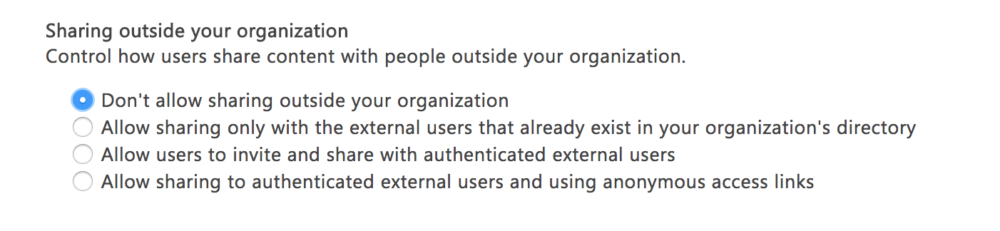 Sharing outside your organization
Control how users share content with people outside your organization.
Don't allow sharing outside your organization
Allow sharing only with the external users that already exist in your organization's directory
Allow users to invite and share with authenticated external users
Allow sharing to authenticated external users and using anonymous access links